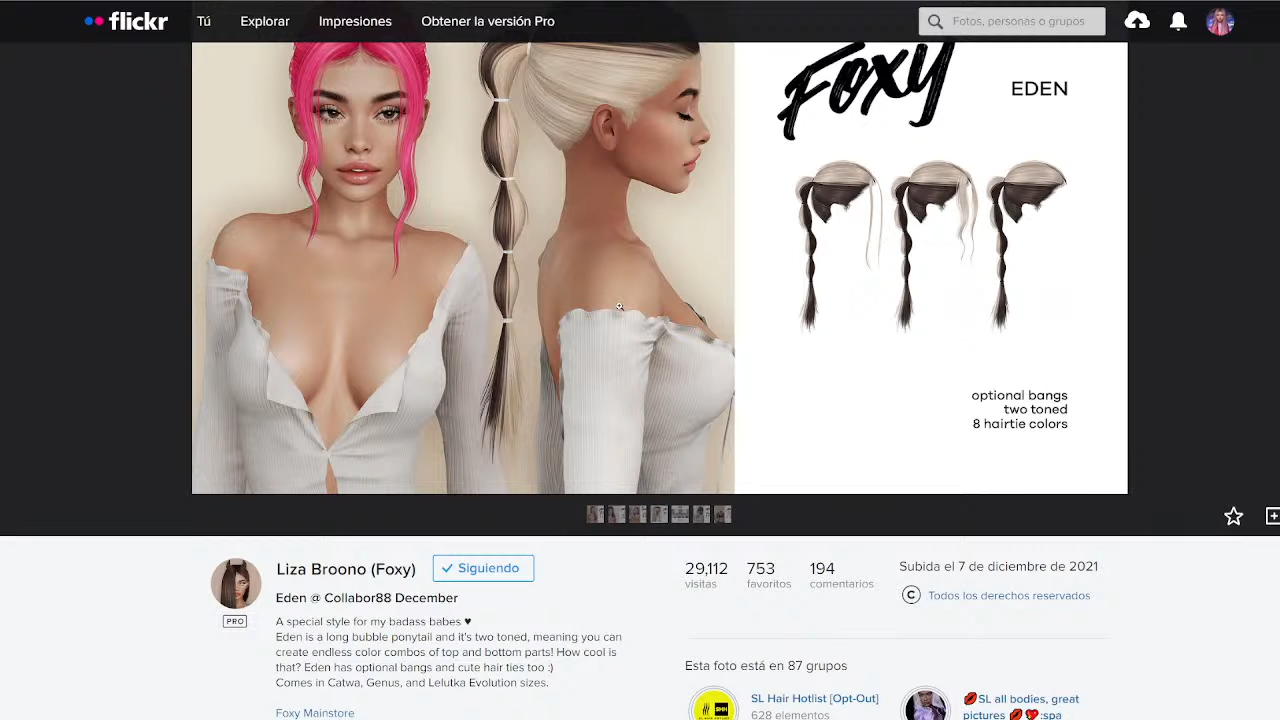 flickr Tú Explorar Impresiones Obtener la versión Pro Fotos, personas o grupos
Foxy
EDEN
optional bangs
two toned
8 hairtie colors
Liza Broono (Foxy) Siguiendo
PRO
Eden @ Collabor88 December
A special style for my badass babes ♥
Eden is a long bubble ponytail and it's two toned, meaning you can
create endless color combos of top and bottom parts! How cool is
that? Eden has optional bangs and cute hair ties too :)
Comes in Catwa, Genus, and Lelutka Evolution sizes.
Foxy Mainstore
29,112 753 194
visitas favoritos comentarios
Subida el 7 de diciembre de 2021
© Todos los derechos reservados
Esta foto está en 87 grupos
SL Hair Hotlist [Opt-Out]
628 elementos
💋SL all bodies, great
pictures 💋💖:spa